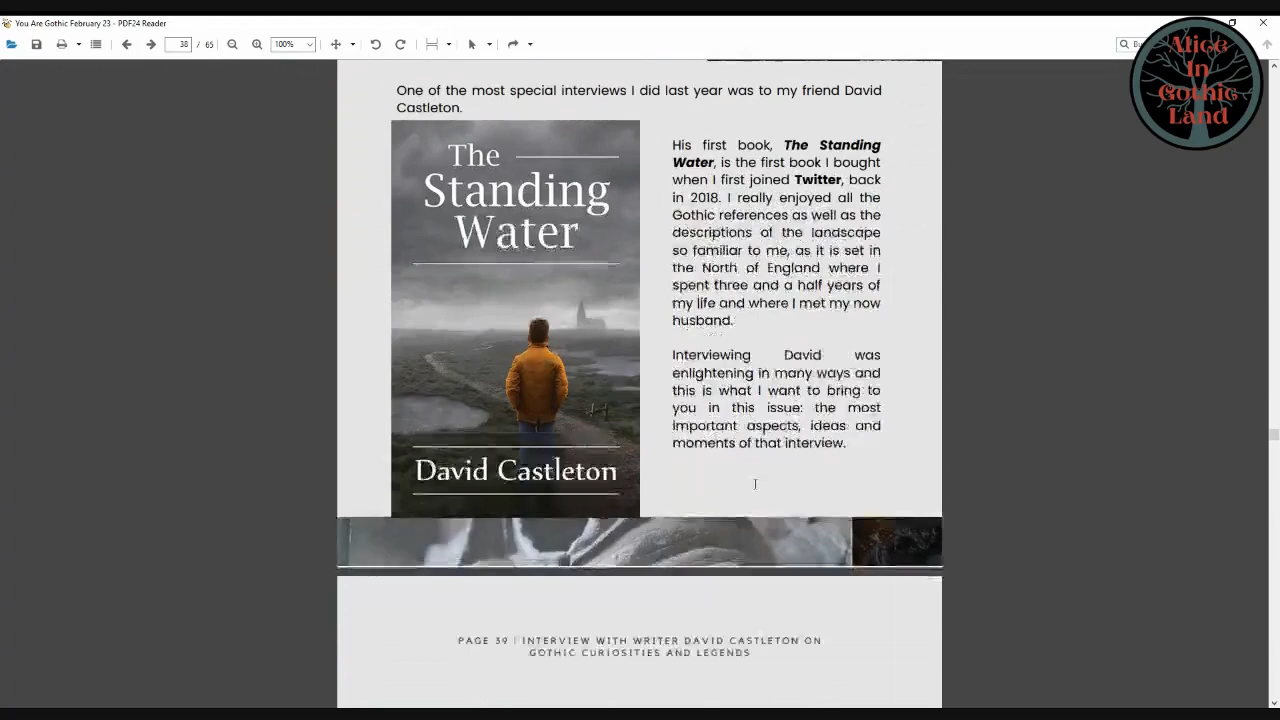 You Are Gothic February 23 - PDF24 Reader
38 / 65
100%
Alice
In
Gothic
Land
One of the most special interviews I did last year was to my friend David
Castleton.
The
Standing
Water
David Castleton
His first book, The Standing
Water, is the first book I bought
when I first joined Twitter, back
in 2018. I really enjoyed all the
Gothic references as well as the
descriptions of the landscape
so familiar to me, as it is set in
the North of England where I
spent three and a half years of
my life and where I met my now
husband.
Interviewing David was
enlightening in many ways and
this is what I want to bring to
you in this issue: the most
important aspects, ideas and
moments of that interview.
PAGE 39 | INTERVIEW WITH WRITER DAVID CASTLETON ON
GOTHIC CURIOSITIES AND LEGENDS